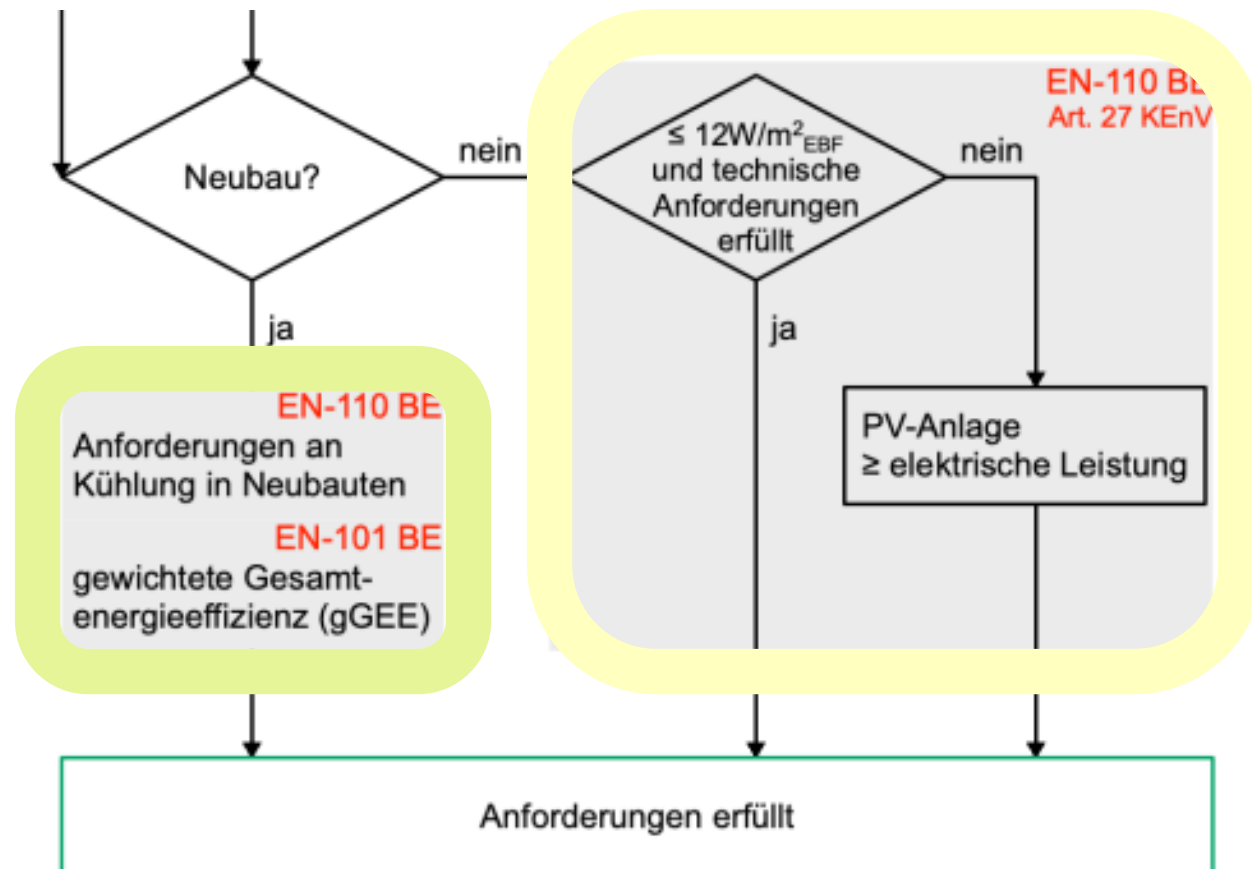 Neubau?
nein
ja
EN-110 BE
Anforderungen an
Kühlung in Neubauten
EN-101 BE
gewichtete Gesamt-
energieeffizienz (gGEE)
EN-110 BE
Art. 27 KEnV
≤ 12W/m²EBF
und technische
Anforderungen
erfüllt
nein
ja
PV-Anlage
≥ elektrische Leistung
Anforderungen erfüllt